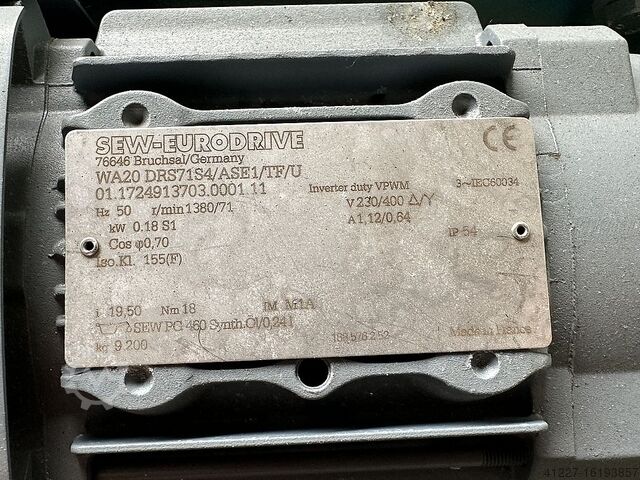 SEW-EURODRIVE
76646 Bruchsal/Germany
WA20 DRS71S4/ASE1/TF/U
01.1724913703.0001.11 Inverter duty VPWM 3~IEC60034
Hz 50 r/min 1380/71 V 230/400 Δ/Y
kW 0.18 S1 A 1,12/0,64
Cos φ0,70 IP 54
Iso.Kl. 155(F)
i 19,50 Nm 18 IM M1A
SEW PG 460 Synth.Öl/0,24 l
kg 9.200 Made in France
CE
41227-16193857